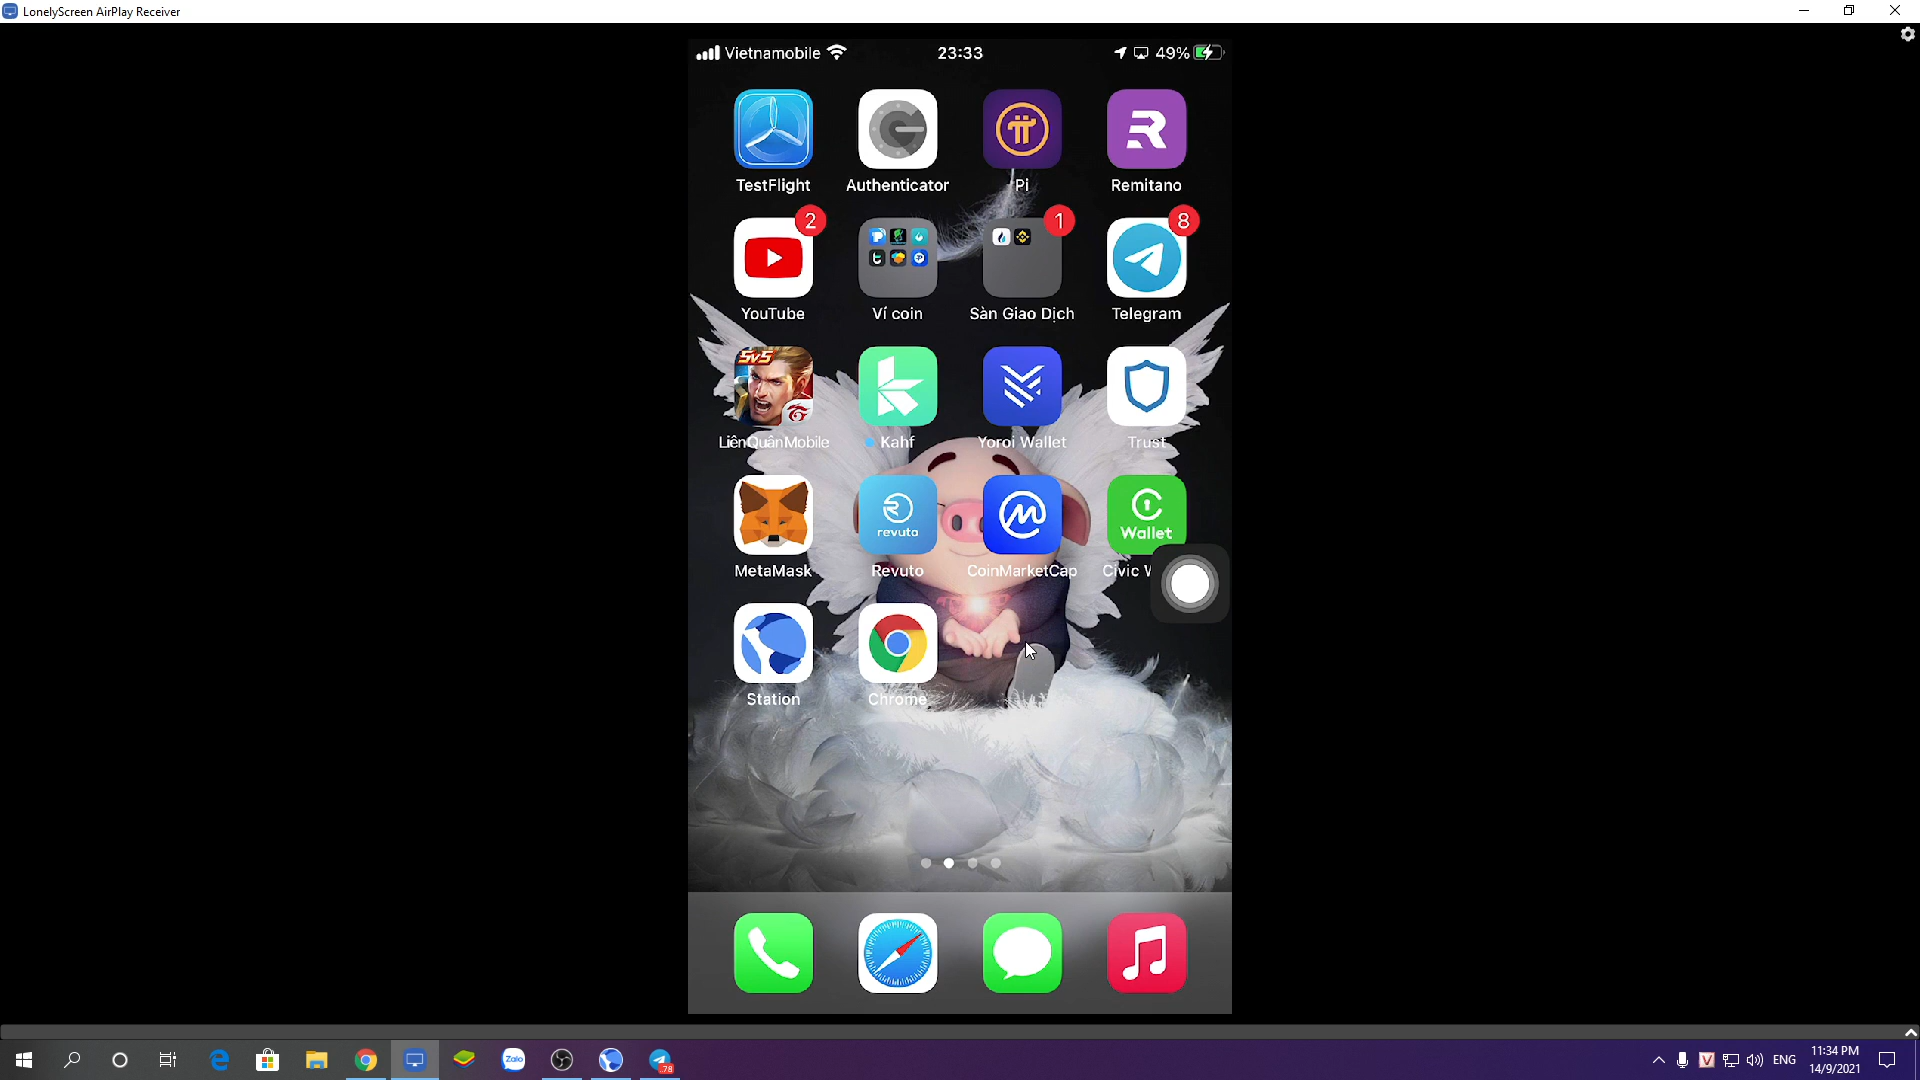 LonelyScreen AirPlay Receiver
Vietnamobile 23:33 49%
TestFlight Authenticator Pi Remitano
2 1 8
YouTube Ví coin Sàn Giao Dịch Telegram
5v5
LiênQuânMobile Kahf Yoroi Wallet Trust
revuto Wallet
MetaMask Revuto CoinMarketCap Civic
Station Chrome
Zalo 78 V ENG 11:34 PM
14/9/2021